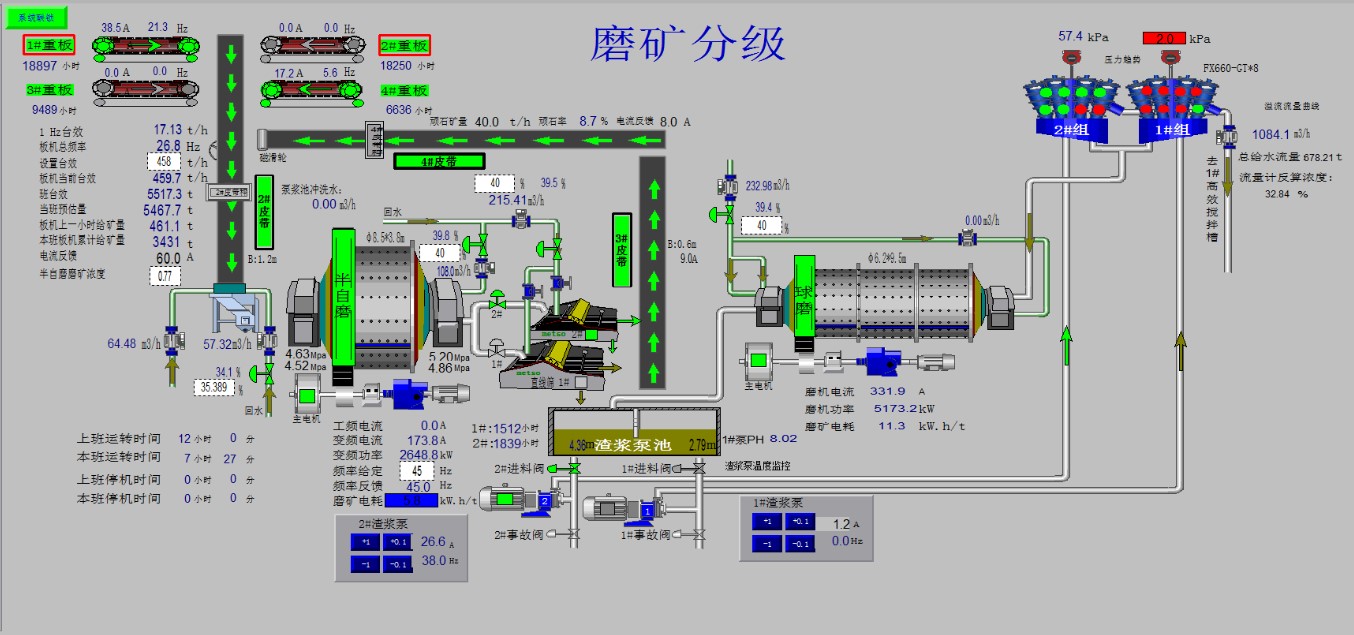 系统联锁
磨矿分级
38.5 A 21.3 Hz
0.0 A 0.0 Hz
1#重板
2#重板
18897 小时
18250 小时
0.0 A 0.0 Hz
17.2 A 5.6 Hz
3#重板
4#重板
9489 小时
6636 小时
57.4 kPa
2.0 kPa
压力趋势
FX660-GT*8
溢流流量曲线
2#组
1#组
1084.1 m3/h
总给水流量 678.21 t
流量计反算浓度:
32.84 %
去1#高效搅拌槽
顽石矿量 40.0 t/h 顽石率 8.7 % 电流反馈 8.0 A
磁滑轮
4#皮带
1 Hz台效 17.13 t/h
板机总频率 26.8 Hz
设置台效 458 t/h
板机当前台效 459.7 t/h
班台效 5517.3 t
当班预估量 5467.7 t
板机上一小时给矿量 461.1 t
本班板机累计给矿量 3431 t
电流反馈 60.0 A
半自磨磨矿浓度 0.77
2#皮带
B:1.2m
泵浆池冲洗水:
0.00 m3/h
回水
40 % 39.5 %
215.41 m3/h
39.8 %
40 %
108.0 m3/h
φ8.5*3.8m
半自磨
3#皮带
B:0.6m
9.0A
232.98 m3/h
39.4 %
40 %
0.00 m3/h
φ6.2*9.5m
球磨
64.48 m3/h
57.32 m3/h
34.1 %
35.389 %
回水
4.63 Mpa
4.52 Mpa
5.20 Mpa
4.86 Mpa
2#
1#
metso 2#
metso
直线筛 1#
主电机
主电机
磨机电流 331.9 A
磨机功率 5173.2 kW
磨矿电耗 11.3 kW.h/t
上班运转时间 12 小时 0 分
本班运转时间 7 小时 27 分
上班停机时间 0 小时 0 分
本班停机时间 0 小时 0 分
工频电流 0.0 A
变频电流 173.8 A
变频功率 2648.8 kW
频率给定 45 Hz
频率反馈 45.0 Hz
磨矿电耗 kW.h/t
1#:1512小时
2#:1839小时
4.36m 渣浆泵池 2.79m
1#泵PH 8.02
渣浆泵温度监控
2#进料阀
1#进料阀
2
1
2#事故阀
1#事故阀
2#渣浆泵
+1 +0.1 26.6 A
-1 -0.1 38.0 Hz
1#渣浆泵
+1 +0.1 1.2 A
-1 -0.1 0.0 Hz